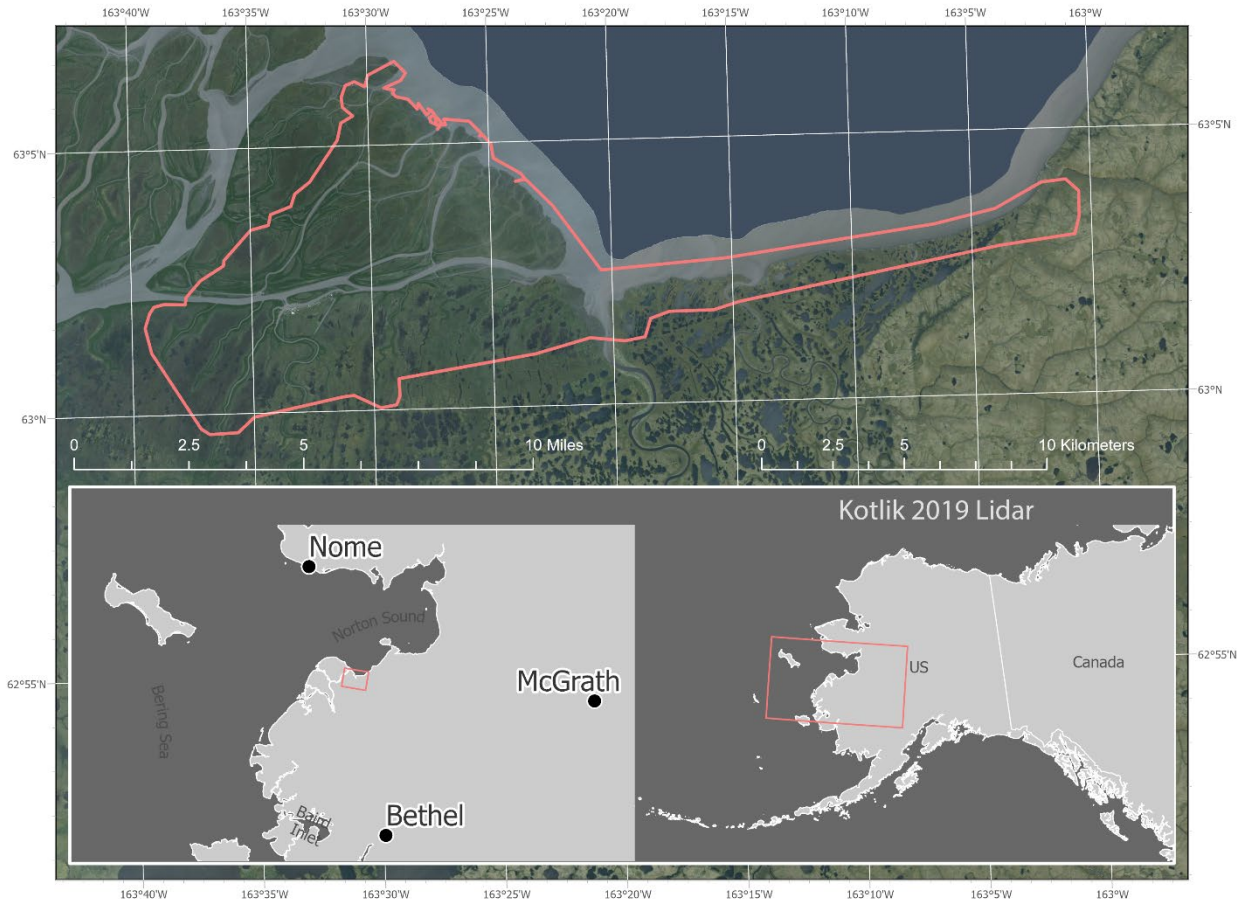 163°40'W 163°35'W 163°30'W 163°25'W 163°20'W 163°15'W 163°10'W 163°5'W 163°W
63°5'N
63°5'N
63°N
63°N
0 2.5 5 10 Miles
0 2.5 5 10 Kilometers
Kotlik 2019 Lidar
Nome
Norton Sound
McGrath
Bering Sea
Baird
Inlet
Bethel
US
Canada
62°55'N
62°55'N
163°40'W 163°35'W 163°30'W 163°25'W 163°20'W 163°15'W 163°10'W 163°5'W 163°W